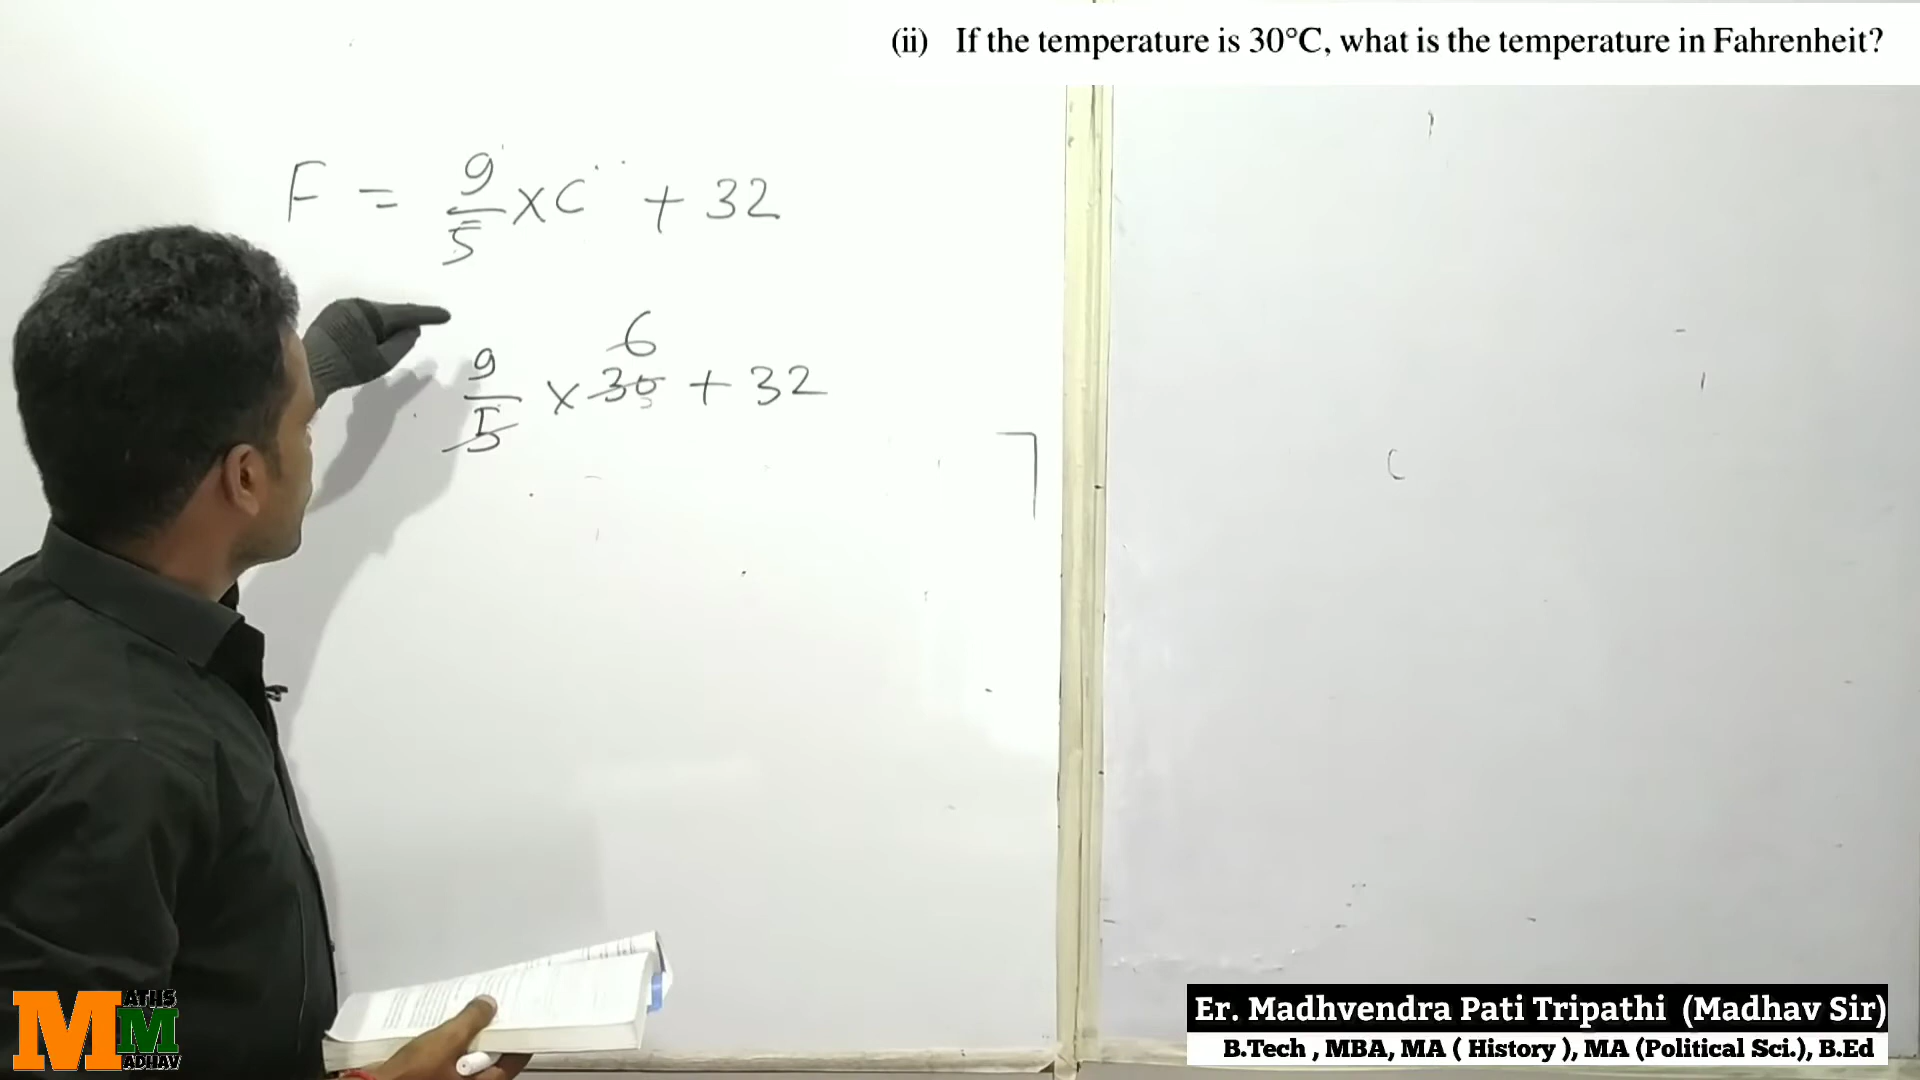 (ii) If the temperature is 30°C, what is the temperature in Fahrenheit?
F = 9/5 × C + 32
6
9/5 × 30 + 32
MATHS
MADHAV
Er. Madhvendra Pati Tripathi (Madhav Sir)
B.Tech , MBA, MA ( History ), MA (Political Sci.), B.Ed